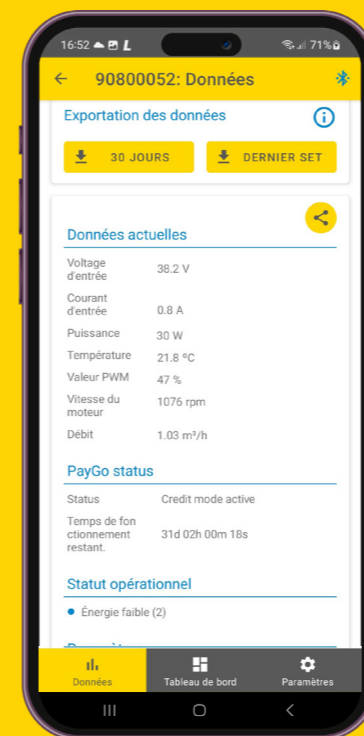 16:52
71%
90800052: Données
Exportation des données
30 JOURS
DERNIER SET
Données actuelles
Voltage
d'entrée
38.2 V
Courant
d'entrée
0.8 A
Puissance
30 W
Température
21.8 ºC
Valeur PWM
47 %
Vitesse du
moteur
1076 rpm
Débit
1.03 m³/h
PayGo status
Status
Credit mode active
Temps de fon
ctionnement
restant.
31d 02h 00m 18s
Statut opérationnel
Énergie faible (2)
Données
Tableau de bord
Paramètres